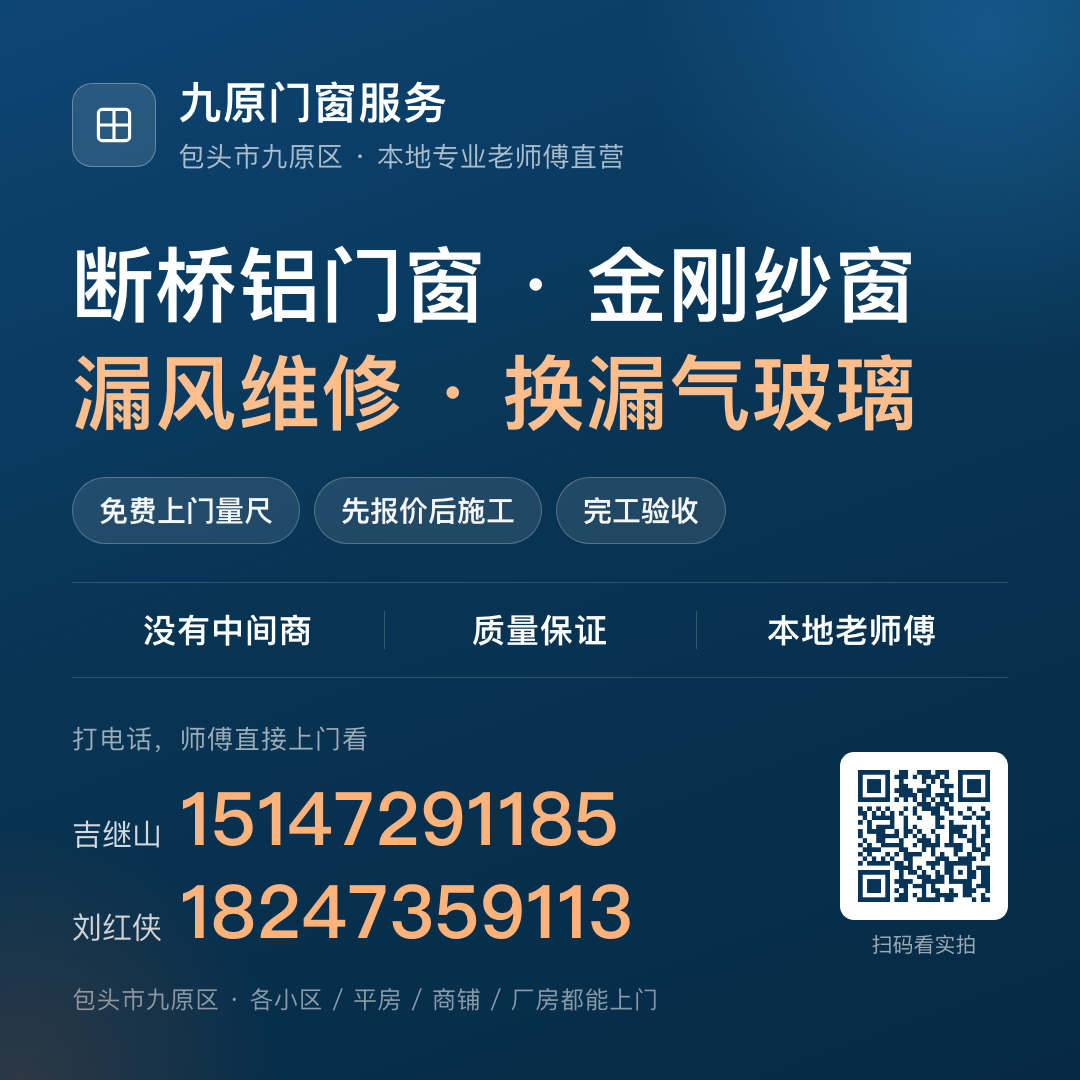 九原门窗服务
包头市九原区 · 本地专业老师傅直营
断桥铝门窗 · 金刚纱窗
漏风维修 · 换漏气玻璃
免费上门量尺 先报价后施工 完工验收
没有中间商 质量保证 本地老师傅
打电话，师傅直接上门看
吉继山 15147291185
刘红侠 18247359113
扫码看实拍
包头市九原区 · 各小区 / 平房 / 商铺 / 厂房都能上门